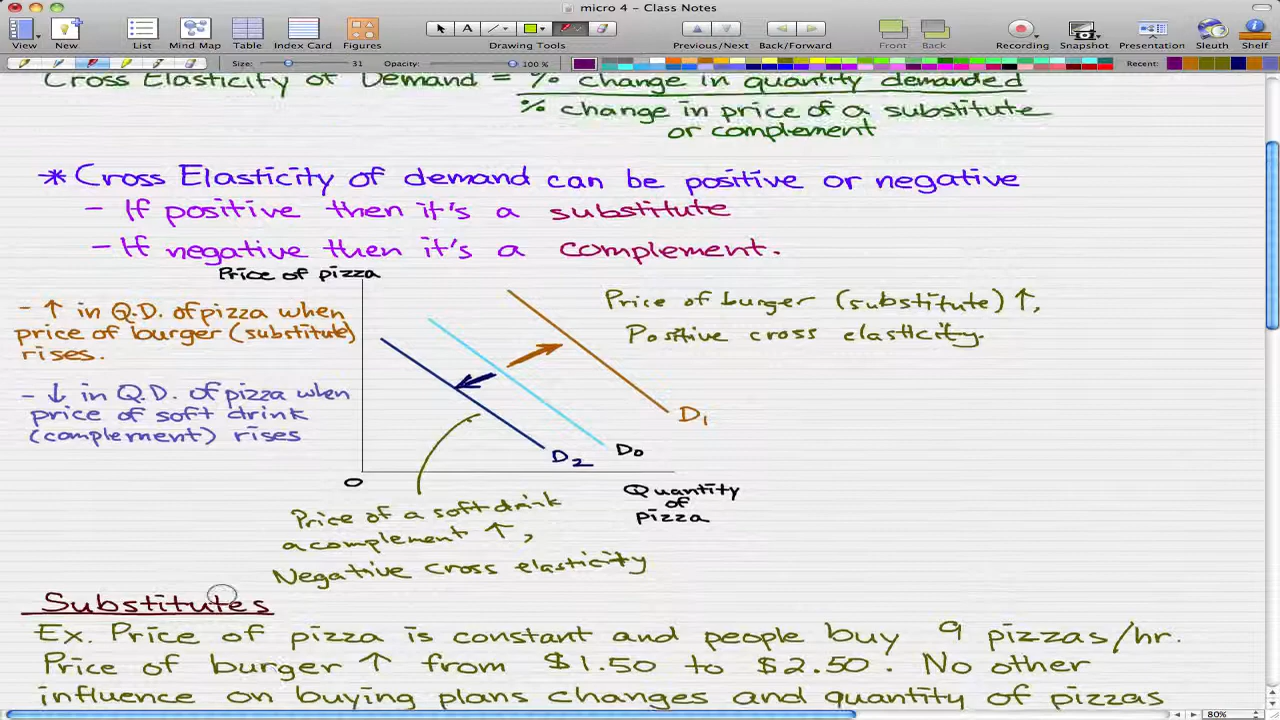 micro 4 - Class Notes
View New List Mind Map Table Index Card Figures Drawing Tools Previous/Next Back/Forward Front Back Recording Snapshot Presentation Sleuth Shelf
Size: 31 Opacity: 100 % Recent:
Cross Elasticity of Demand = % change in quantity demanded
% change in price of a substitute
or complement
* Cross Elasticity of demand can be positive or negative
- If positive then it's a substitute
- If negative then it's a complement.
Price of pizza
- ↑ in Q.D. of pizza when
price of burger (substitute)
rises.
- ↓ in Q.D. of pizza when
price of soft drink
(complement) rises
Price of burger (substitute) ↑,
Positive cross elasticity.
D1
D0
D2
0
Quantity
of
pizza
Price of a soft drink
a complement ↑,
Negative cross elasticity
Substitutes
Ex. Price of pizza is constant and people buy 9 pizzas/hr.
Price of burger ↑ from $1.50 to $2.50. No other
influence on buying plans changes and quantity of pizzas
80%